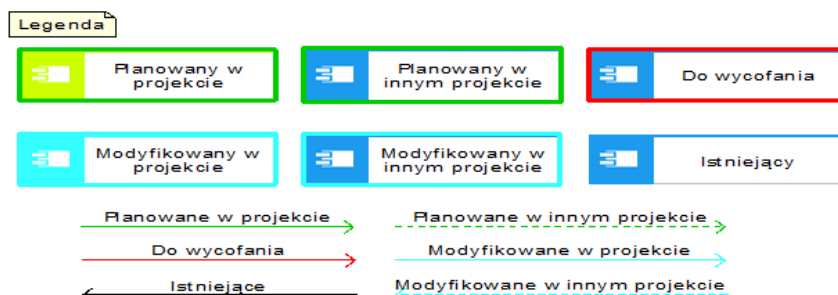 Legenda
Planowany w
projekcie
Planowany w
innym projekcie
Do wycofania
Modyfikowany w
projekcie
Modyfikowany w
innym projekcie
Istniejący
Planowane w projekcie
Planowane w innym projekcie
Do wycofania
Modyfikowane w projekcie
Istniejące
Modyfikowane w innym projekcie